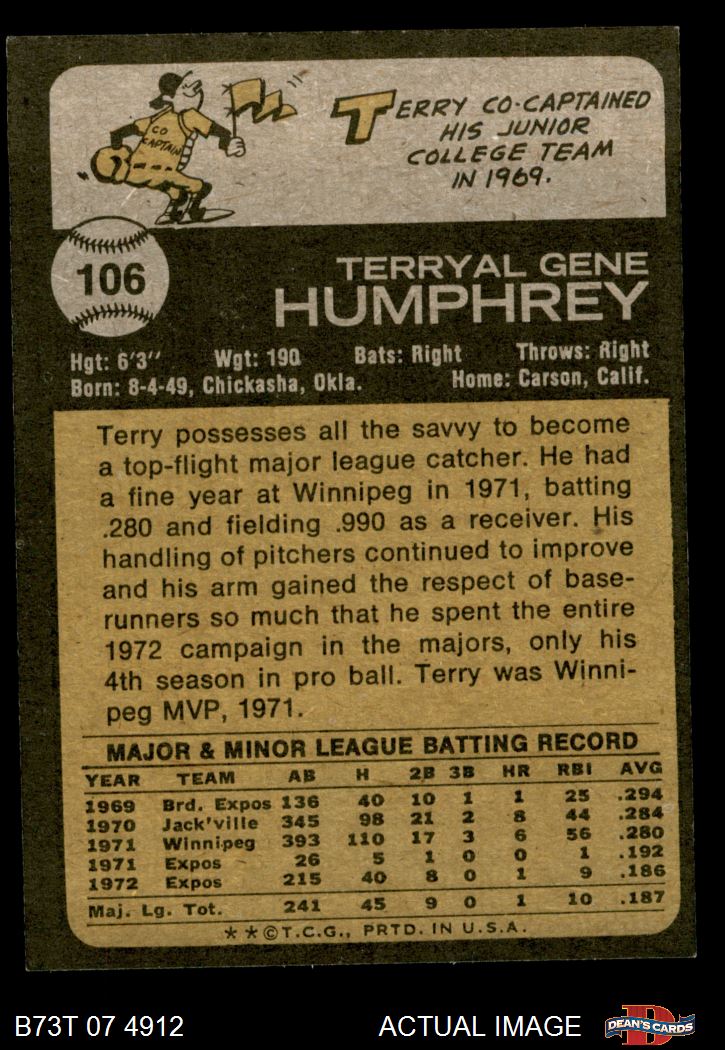 CO
CAPTAIN
TERRY CO-CAPTAINED
HIS JUNIOR
COLLEGE TEAM
IN 1969.
106
TERRYAL GENE
HUMPHREY
Hgt: 6'3" Wgt: 190 Bats: Right Throws: Right
Born: 8-4-49, Chickasha, Okla. Home: Carson, Calif.
Terry possesses all the savvy to become
a top-flight major league catcher. He had
a fine year at Winnipeg in 1971, batting
.280 and fielding .990 as a receiver. His
handling of pitchers continued to improve
and his arm gained the respect of base-
runners so much that he spent the entire
1972 campaign in the majors, only his
4th season in pro ball. Terry was Winni-
peg MVP, 1971.
MAJOR & MINOR LEAGUE BATTING RECORD
YEAR TEAM AB H 2B 3B HR RBI AVG
1969 Brd. Expos 136 40 10 1 1 25 .294
1970 Jack'ville 345 98 21 2 8 44 .284
1971 Winnipeg 393 110 17 3 6 56 .280
1971 Expos 26 5 1 0 0 1 .192
1972 Expos 215 40 8 0 1 9 .186
Maj. Lg. Tot. 241 45 9 0 1 10 .187
★★©T.C.G., PRTD. IN U.S.A.
B73T 07 4912 ACTUAL IMAGE D DEAN'S CARDS